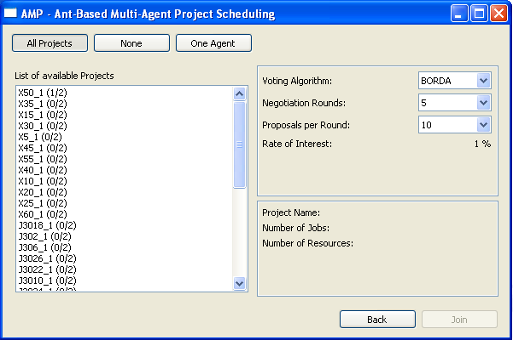 AMP - Ant-Based Multi-Agent Project Scheduling
All Projects
None
One Agent
List of available Projects
X50_1 (1/2)
X35_1 (0/2)
X15_1 (0/2)
X30_1 (0/2)
X5_1 (0/2)
X45_1 (0/2)
X55_1 (0/2)
X40_1 (0/2)
X10_1 (0/2)
X20_1 (0/2)
X25_1 (0/2)
X60_1 (0/2)
J3018_1 (0/2)
J302_1 (0/2)
J306_1 (0/2)
J3026_1 (0/2)
J3022_1 (0/2)
J3010_1 (0/2)
Voting Algorithm: BORDA
Negotiation Rounds: 5
Proposals per Round: 10
Rate of Interest: 1 %
Project Name:
Number of Jobs:
Number of Resources:
Back
Join